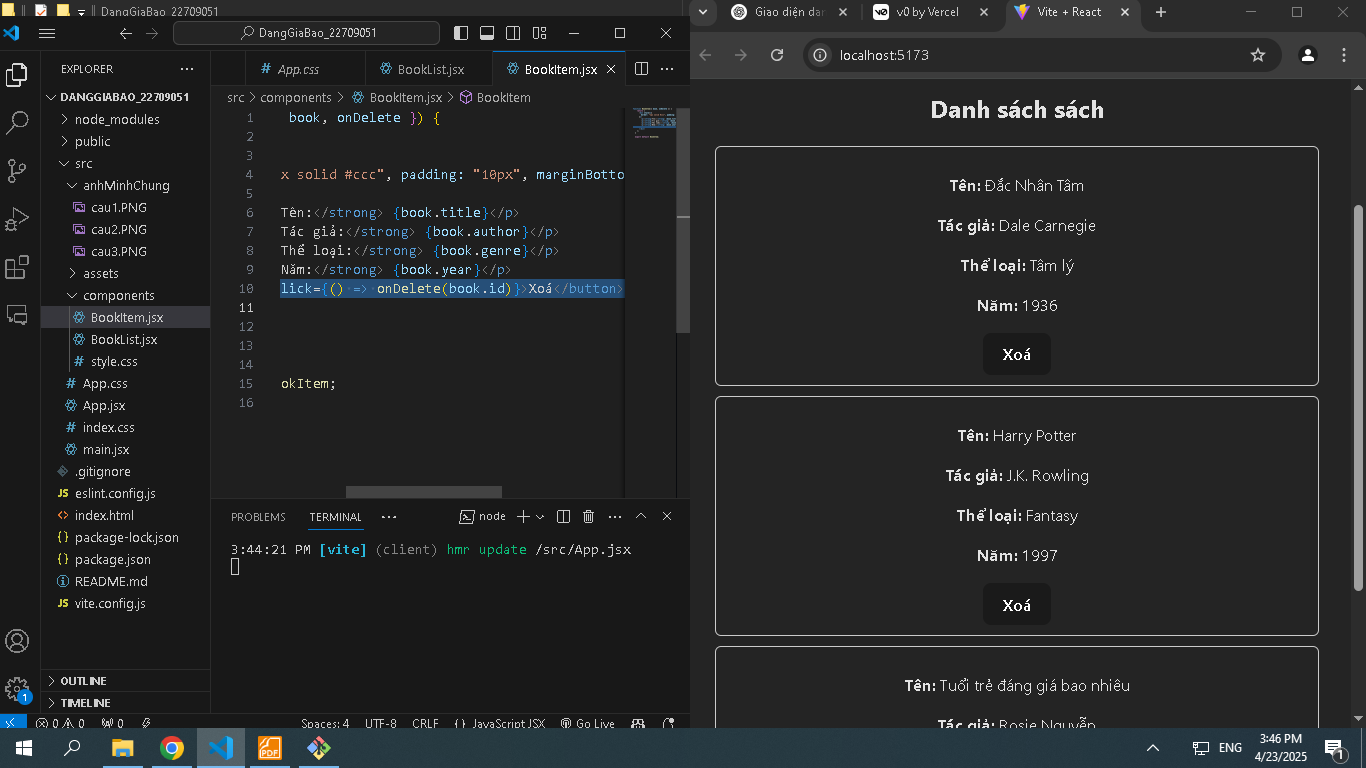 DangGiaBao_22709051
DangGiaBao_22709051
EXPLORER
DANGGIABAO_22709051
node_modules
public
src
anhMinhChung
cau1.PNG
cau2.PNG
cau3.PNG
assets
components
BookItem.jsx
BookList.jsx
style.css
App.css
App.jsx
index.css
main.jsx
.gitignore
eslint.config.js
index.html
package-lock.json
package.json
README.md
vite.config.js
OUTLINE
TIMELINE
App.css
BookList.jsx
BookItem.jsx
src > components > BookItem.jsx > BookItem
1 book, onDelete }) {
2
3
4 x solid #ccc", padding: "10px", marginBotto
5
6 Tên:</strong> {book.title}</p>
7 Tác giả:</strong> {book.author}</p>
8 Thể loại:</strong> {book.genre}</p>
9 Năm:</strong> {book.year}</p>
10 lick={() => onDelete(book.id)}>Xoá</button>
11
12
13
14
15 okItem;
16
PROBLEMS TERMINAL node
3:44:21 PM [vite] (client) hmr update /src/App.jsx
1
0 0 0 Spaces: 4 UTF-8 CRLF {} JavaScript JSX Go Live
Giao diện dan
v0 by Vercel
Vite + React
localhost:5173
Danh sách sách
Tên: Đắc Nhân Tâm
Tác giả: Dale Carnegie
Thể loại: Tâm lý
Năm: 1936
Xoá
Tên: Harry Potter
Tác giả: J.K. Rowling
Thể loại: Fantasy
Năm: 1997
Xoá
Tên: Tuổi trẻ đáng giá bao nhiêu
Tác giả: Rosie Nguyễn
PDF
ENG
3:46 PM
4/23/2025
1